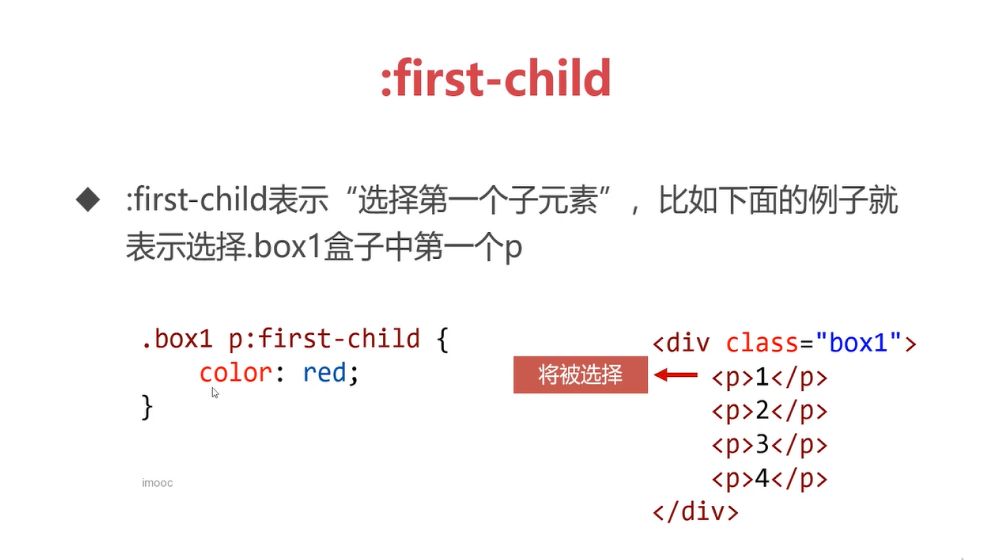 :first-child
:first-child表示“选择第一个子元素”，比如下面的例子就
表示选择.box1盒子中第一个p
.box1 p:first-child {
    color: red;
}
imooc
将被选择
<div class="box1">
    <p>1</p>
    <p>2</p>
    <p>3</p>
    <p>4</p>
</div>